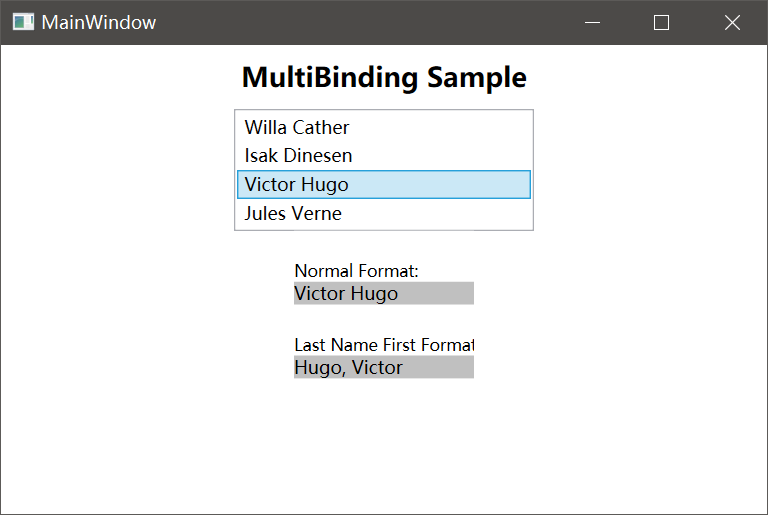 MainWindow
MultiBinding Sample
Willa Cather
Isak Dinesen
Victor Hugo
Jules Verne
Normal Format:
Victor Hugo
Last Name First Format
Hugo, Victor